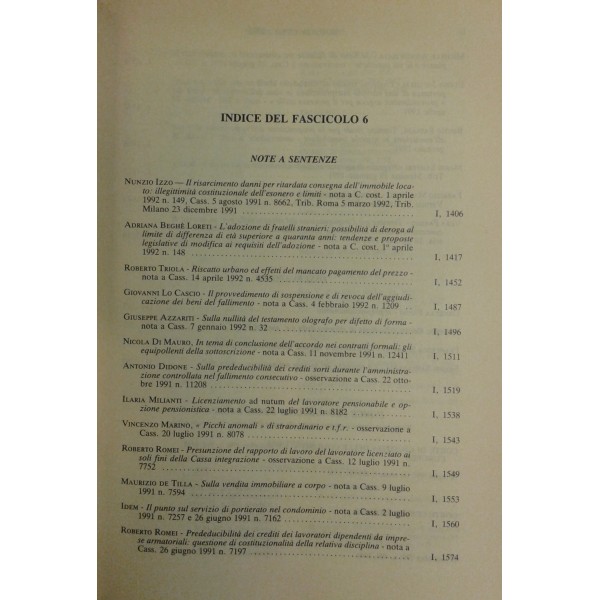 INDICE DEL FASCICOLO 6
NOTE A SENTENZE
NUNZIO IZZO — Il risarcimento danni per ritardata consegna dell'immobile loca-
to: illegittimità costituzionale dell'esonero e limiti - nota a C. cost. 1 aprile
1992 n. 149, Cass. 5 agosto 1991 n. 8662, Trib. Roma 5 marzo 1992, Trib.
Milano 23 dicembre 1991 ........ I, 1406
ADRIANA BEGHÈ LORETI - L'adozione di fratelli stranieri: possibilità di deroga al
limite di differenza di età superiore a quaranta anni: tendenze e proposte
legislative di modifica ai requisiti dell'adozione - nota a C. cost. 1° aprile
1992 n. 148 ........ I, 1417
ROBERTO TRIOLA - Riscatto urbano ed effetti del mancato pagamento del prezzo -
nota a Cass. 14 aprile 1992 n. 4535 ........ I, 1452
GIOVANNI LO CASCIO - Il provvedimento di sospensione e di revoca dell'aggiudi-
cazione dei beni del fallimento - nota a Cass. 4 febbraio 1992 n. 1209 .. I, 1487
GIUSEPPE AZZARITI - Sulla nullità del testamento olografo per difetto di forma -
nota a Cass. 7 gennaio 1992 n. 32 ........ I, 1496
NICOLA DI MAURO, In tema di conclusione dell'accordo nei contratti formali: gli
equipollenti della sottoscrizione - nota a Cass. 11 novembre 1991 n. 12411 I, 1511
ANTONIO DIDONE - Sulla prededucibilità dei crediti sorti durante l'amministra-
zione controllata nel fallimento consecutivo - osservazione a Cass. 22 otto-
bre 1991 n. 11208 ........ I, 1519
ILARIA MILIANTI - Licenziamento ad nutum del lavoratore pensionabile e op-
zione pensionistica - nota a Cass. 22 luglio 1991 n. 8182 ........ I, 1538
VINCENZO MARINO, « Picchi anomali » di straordinario e t.f.r. - osservazione a
Cass. 20 luglio 1991 n. 8078 ........ I, 1543
ROBERTO ROMEI - Presunzione del rapporto di lavoro del lavoratore licenziato ai
soli fini della Cassa integrazione - osservazione a Cass. 12 luglio 1991 n.
7752 ........ I, 1549
MAURIZIO DE TILLA - Sulla vendita immobiliare a corpo - nota a Cass. 9 luglio
1991 n. 7594 ........ I, 1553
IDEM - Il punto sul servizio di portierato nel condominio - nota a Cass. 2 luglio
1991 n. 7257 e 26 giugno 1991 n. 7162 ........ I, 1560
ROBERTO ROMEI - Prededucibilità dei crediti dei lavoratori dipendenti da impre-
se armatoriali: questione di costituzionalità della relativa disciplina - nota a
Cass. 26 giugno 1991 n. 7197 ........ I, 1574